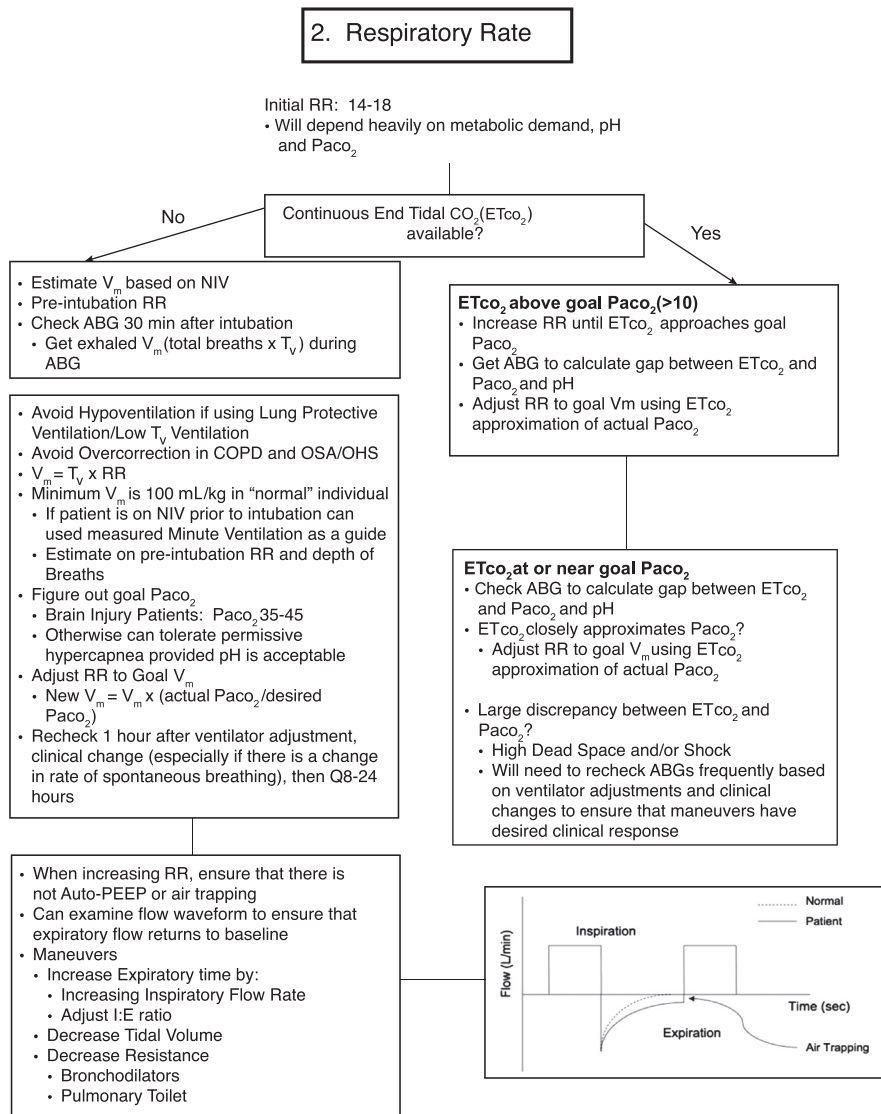 2. Respiratory Rate
Initial RR: 14-18
• Will depend heavily on metabolic demand, pH
and Paco₂
Continuous End Tidal CO₂(ETco₂)
available?
No
Yes
• Estimate Vₘ based on NIV
• Pre-intubation RR
• Check ABG 30 min after intubation
• Get exhaled Vₘ(total breaths x Tᵥ) during
ABG
• Avoid Hypoventilation if using Lung Protective
Ventilation/Low Tᵥ Ventilation
• Avoid Overcorrection in COPD and OSA/OHS
• Vₘ= Tᵥ x RR
• Minimum Vₘ is 100 mL/kg in “normal” individual
• If patient is on NIV prior to intubation can
used measured Minute Ventilation as a guide
• Estimate on pre-intubation RR and depth of
Breaths
• Figure out goal Paco₂
• Brain Injury Patients: Paco₂ 35-45
• Otherwise can tolerate permissive
hypercapnea provided pH is acceptable
• Adjust RR to Goal Vₘ
• New Vₘ= Vₘ x (actual Paco₂/desired
Paco₂)
• Recheck 1 hour after ventilator adjustment,
clinical change (especially if there is a change
in rate of spontaneous breathing), then Q8-24
hours
• When increasing RR, ensure that there is
not Auto-PEEP or air trapping
• Can examine flow waveform to ensure that
expiratory flow returns to baseline
• Maneuvers
• Increase Expiratory time by:
• Increasing Inspiratory Flow Rate
• Adjust I:E ratio
• Decrease Tidal Volume
• Decrease Resistance
• Bronchodilators
• Pulmonary Toilet
ETco₂ above goal Paco₂(>10)
• Increase RR until ETco₂ approaches goal
Paco₂
• Get ABG to calculate gap between ETco₂ and
Paco₂ and pH
• Adjust RR to goal Vm using ETco₂
approximation of actual Paco₂
ETco₂at or near goal Paco₂
• Check ABG to calculate gap between ETco₂
and Paco₂ and pH
• ETco₂closely approximates Paco₂?
• Adjust RR to goal Vₘusing ETco₂
approximation of actual Paco₂
• Large discrepancy between ETco₂ and
Paco₂?
• High Dead Space and/or Shock
• Will need to recheck ABGs frequently based
on ventilator adjustments and clinical
changes to ensure that maneuvers have
desired clinical response
Normal
Patient
Inspiration
Flow (L/min)
Time (sec)
Expiration
Air Trapping